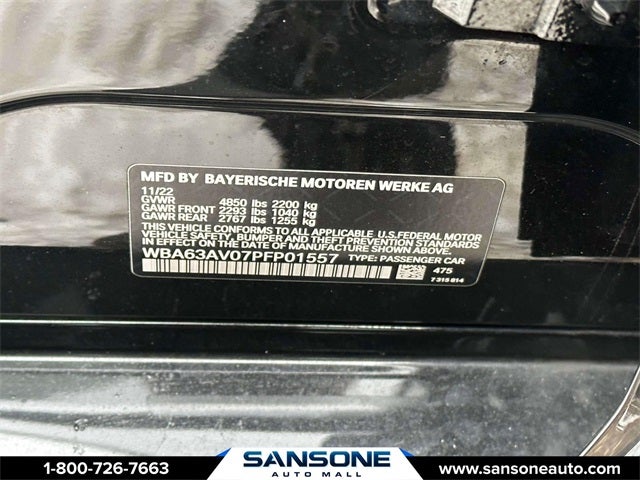 MFD BY BAYERISCHE MOTOREN WERKE AG
11/22
GVWR 4850 lbs 2200 kg
GAWR FRONT 2293 lbs 1040 kg
GAWR REAR 2767 lbs 1255 kg
THIS VEHICLE CONFORMS TO ALL APPLICABLE U.S.FEDERAL MOTOR
VEHICLE SAFETY, BUMPER AND THEFT PREVENTION STANDARDS IN
EFFECT ON THE DATE OF MANUFACTURE SHOWN ABOVE.
WBA63AV07PFP01557 TYPE: PASSENGER CAR
475
7 315 814
1-800-726-7663
SANSONE
AUTO MALL
www.sansoneauto.com